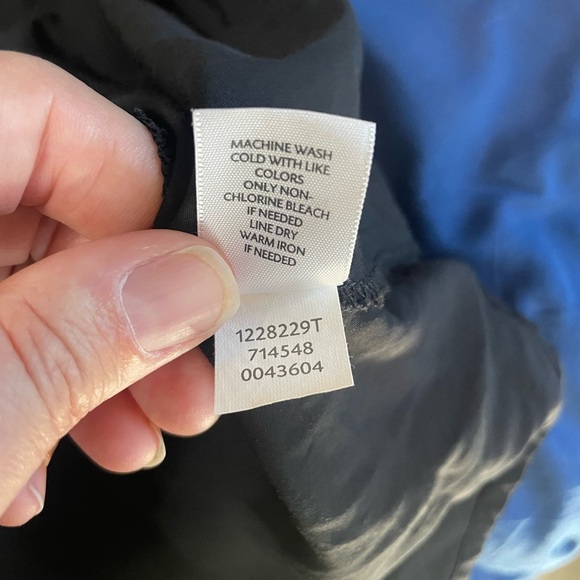 MACHINE WASH
COLD WITH LIKE
COLORS
ONLY NON-
CHLORINE BLEACH
IF NEEDED
LINE DRY
WARM IRON
IF NEEDED
1228229T
714548
0043604